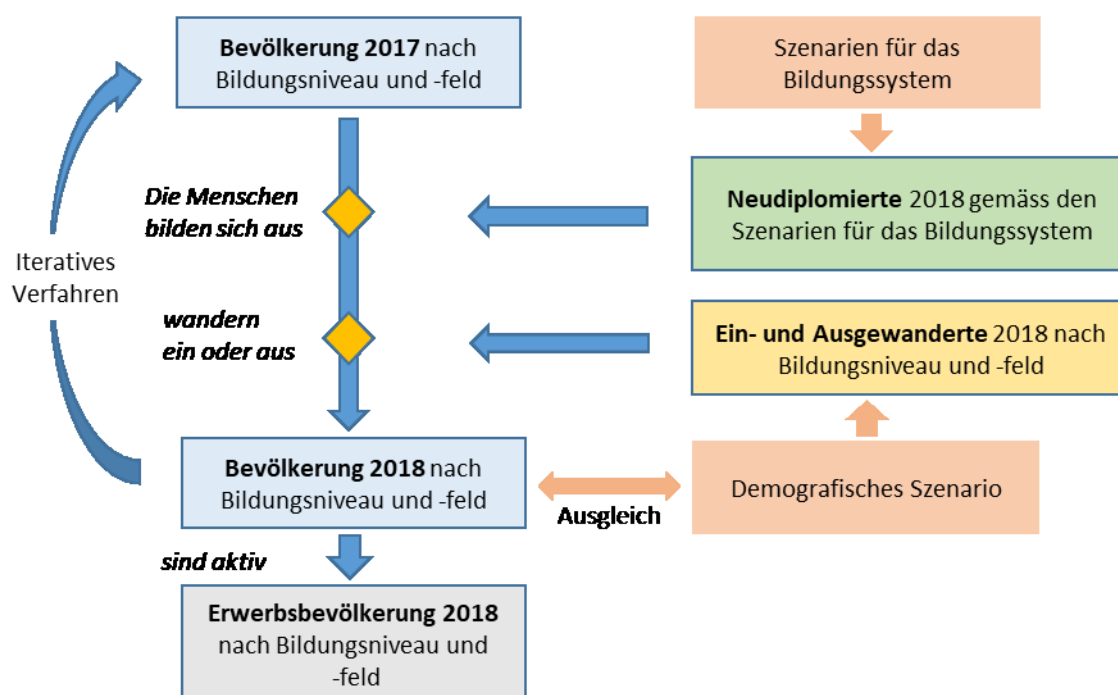 Bevölkerung 2017 nach
Bildungsniveau und -feld
Szenarien für das
Bildungssystem
Die Menschen
bilden sich aus
Neudiplomierte 2018 gemäss den
Szenarien für das Bildungssystem
Iteratives
Verfahren
wandern
ein oder aus
Ein- und Ausgewanderte 2018 nach
Bildungsniveau und -feld
Bevölkerung 2018 nach
Bildungsniveau und -feld
Ausgleich
Demografisches Szenario
sind aktiv
Erwerbsbevölkerung 2018
nach Bildungsniveau und
-feld